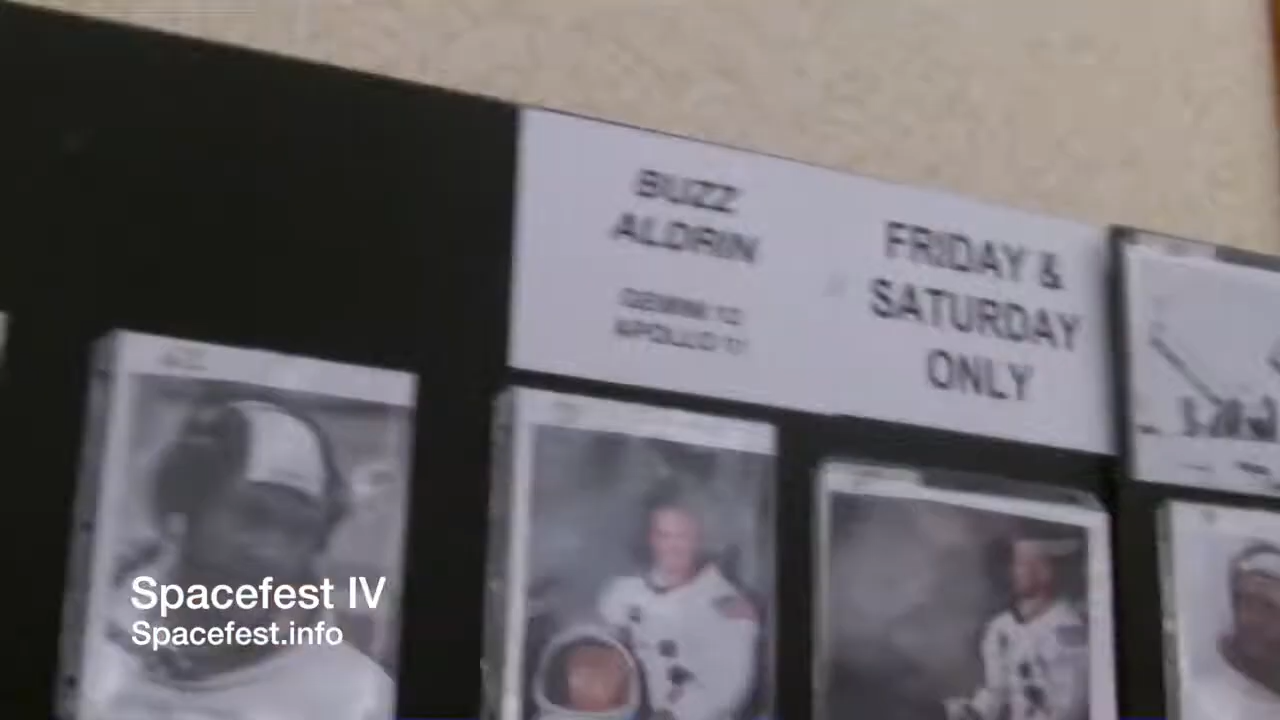 BUZZ
ALDRIN
GEMINI 12
APOLLO 11
FRIDAY &
SATURDAY
ONLY
Spacefest IV
Spacefest.info